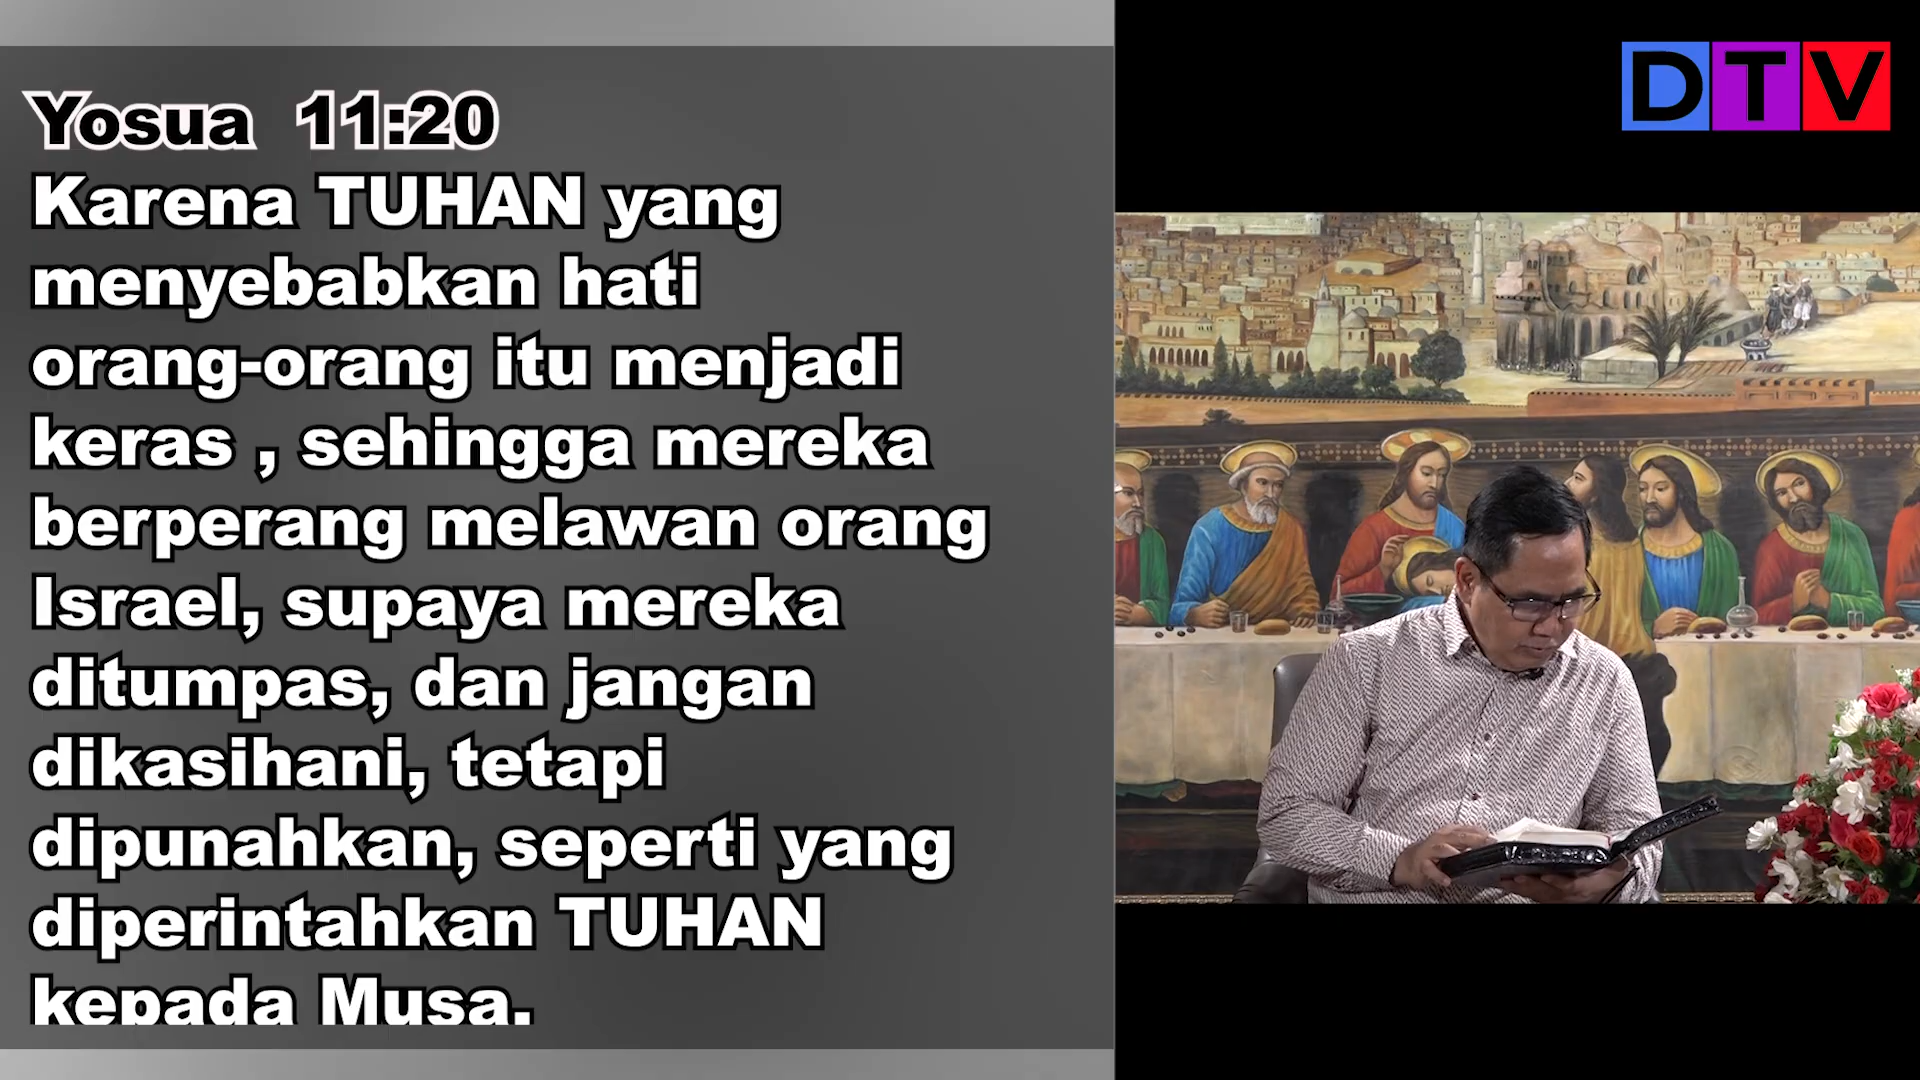 Yosua 11:20
Karena TUHAN yang
menyebabkan hati
orang-orang itu menjadi
keras , sehingga mereka
berperang melawan orang
Israel, supaya mereka
ditumpas, dan jangan
dikasihani, tetapi
dipunahkan, seperti yang
diperintahkan TUHAN
kepada Musa.
DTV